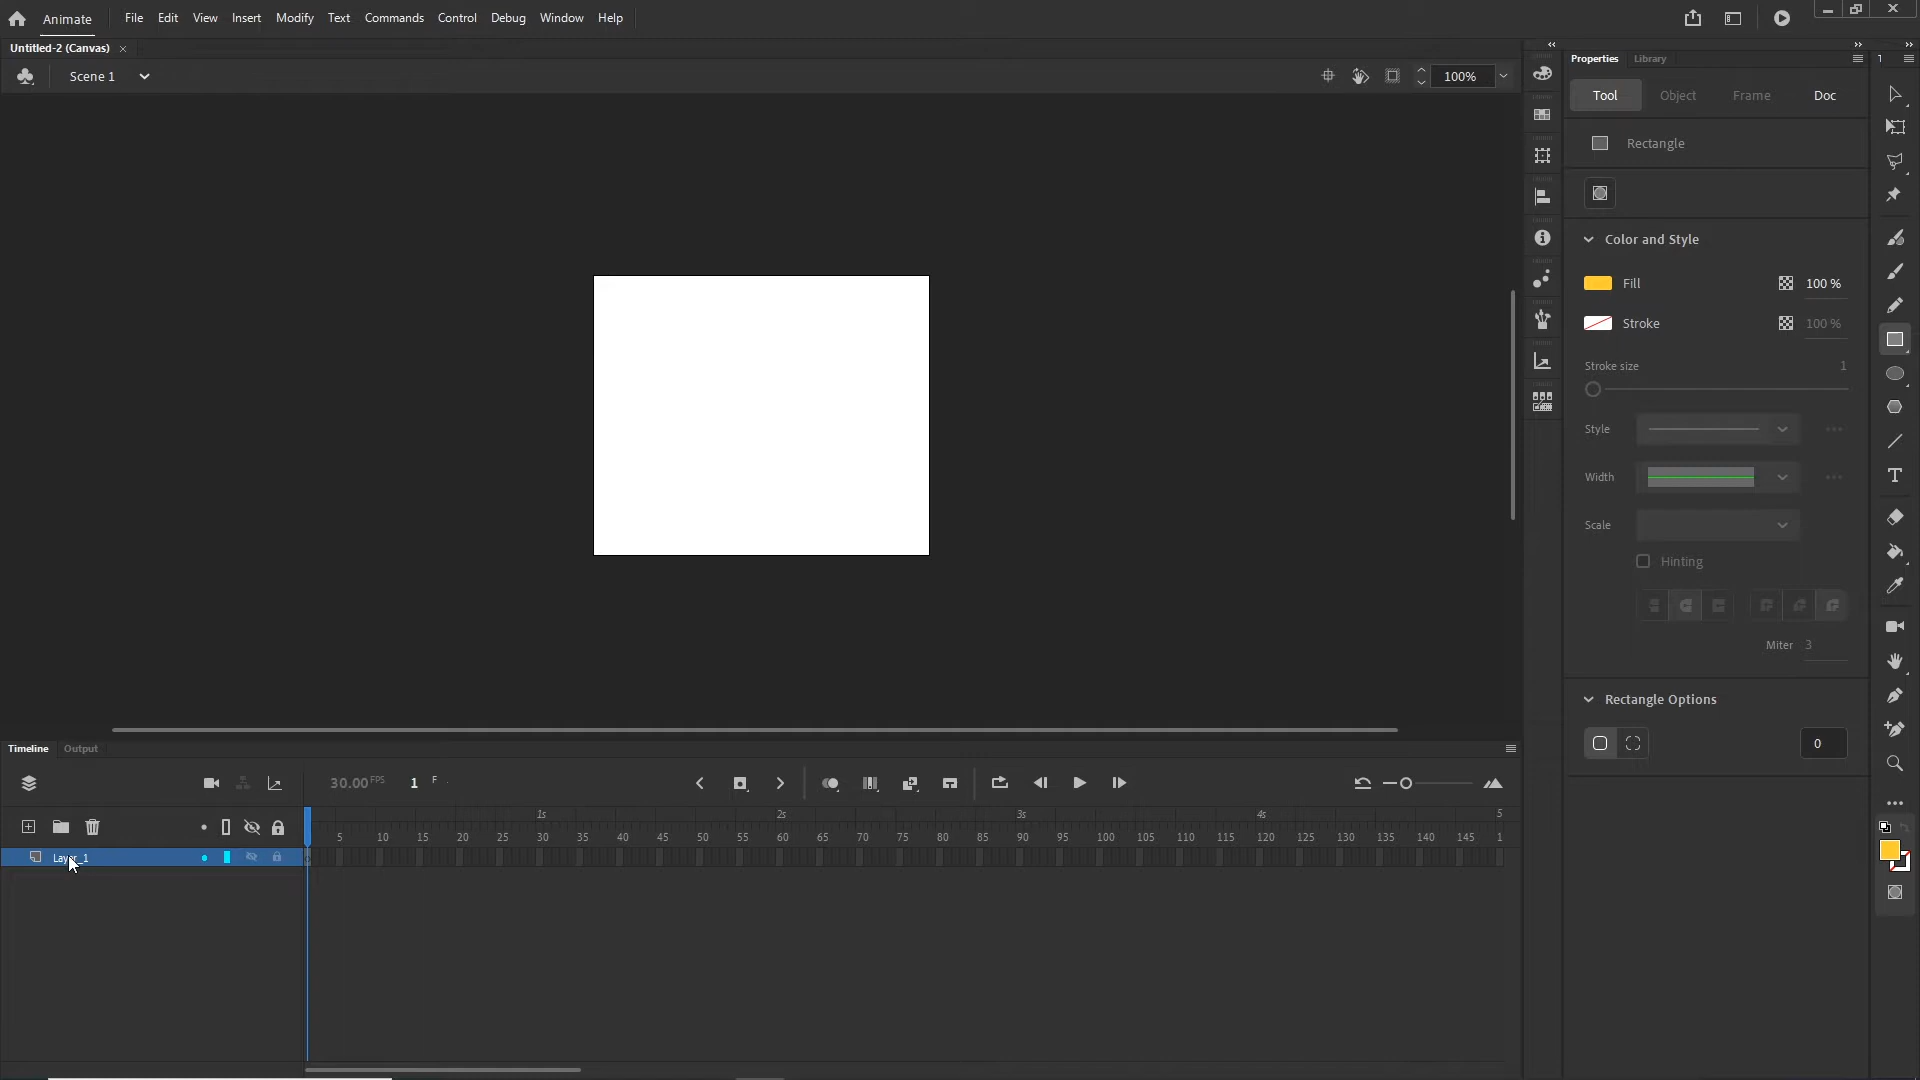 Animate File Edit View Insert Modify Text Commands Control Debug Window Help
Untitled-2 (Canvas)
Scene 1 100%
Properties Library T
Tool Object Frame Doc
Rectangle
Color and Style
Fill 100 %
Stroke 100 %
Stroke size 1
Style
Width
Scale
Hinting
Miter 3
Rectangle Options
0
Timeline Output
30.00 FPS 1 F
1s 2s 3s 4s 5
5 10 15 20 25 30 35 40 45 50 55 60 65 70 75 80 85 90 95 100 105 110 115 120 125 130 135 140 145 1
Layer_1